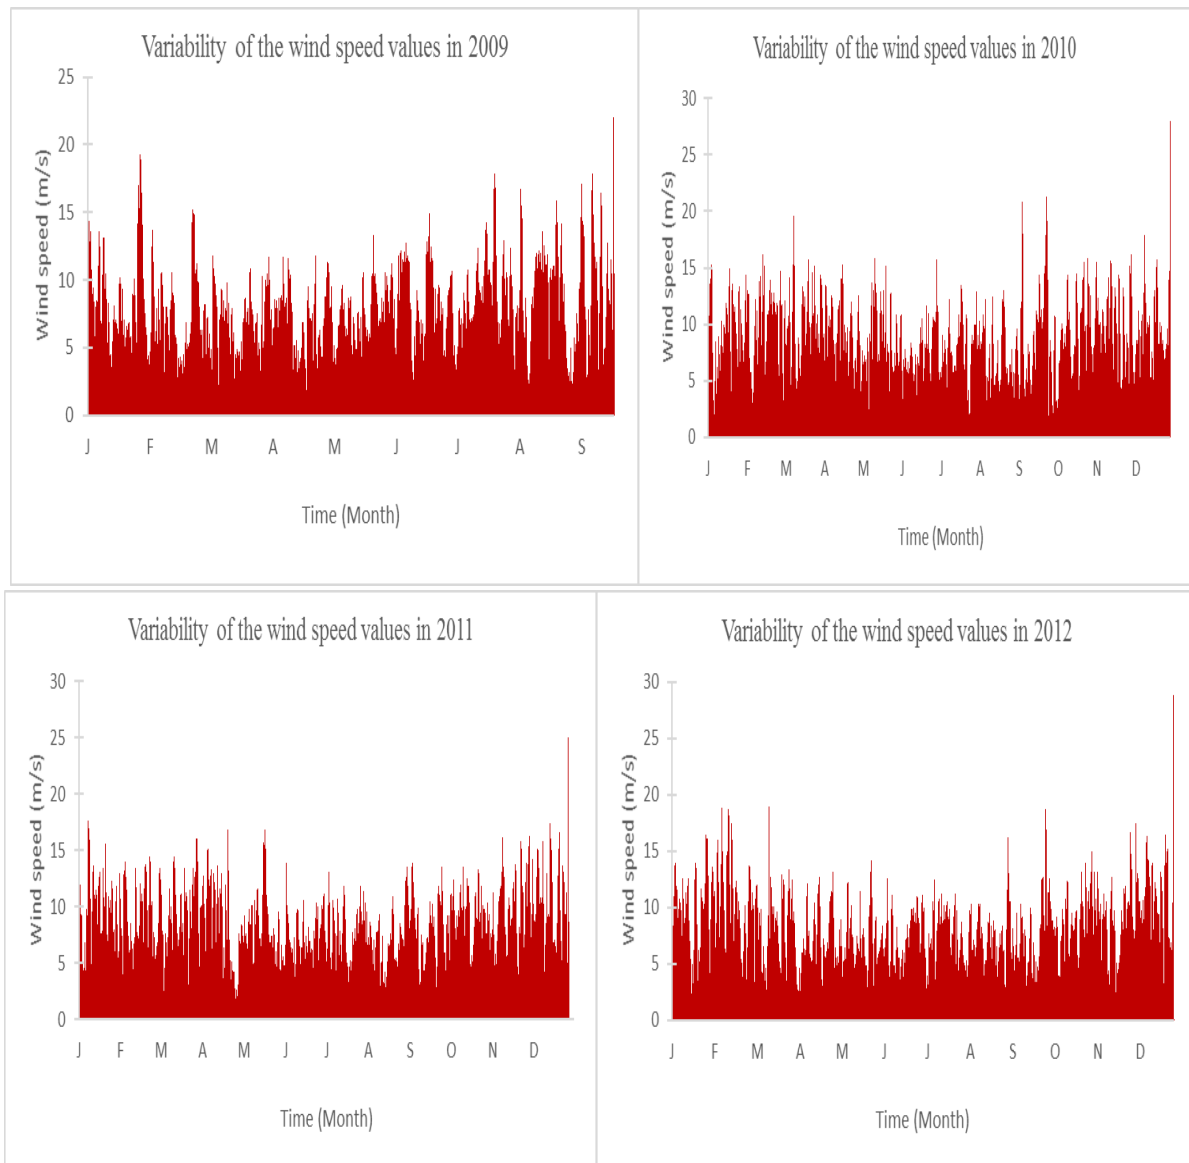 Variability of the wind speed values in 2009
25
20
15
10
5
0
Wind speed (m/s)
J F M A M J J A S
Time (Month)
Variability of the wind speed values in 2010
30
25
20
15
10
5
0
Wind speed (m/s)
J F M A M J J A S O N D
Time (Month)
Variability of the wind speed values in 2011
30
25
20
15
10
5
0
Wind speed (m/s)
J F M A M J J A S O N D
Time (Month)
Variability of the wind speed values in 2012
30
25
20
15
10
5
0
Wind speed (m/s)
J F M A M J J A S O N D
Time (Month)